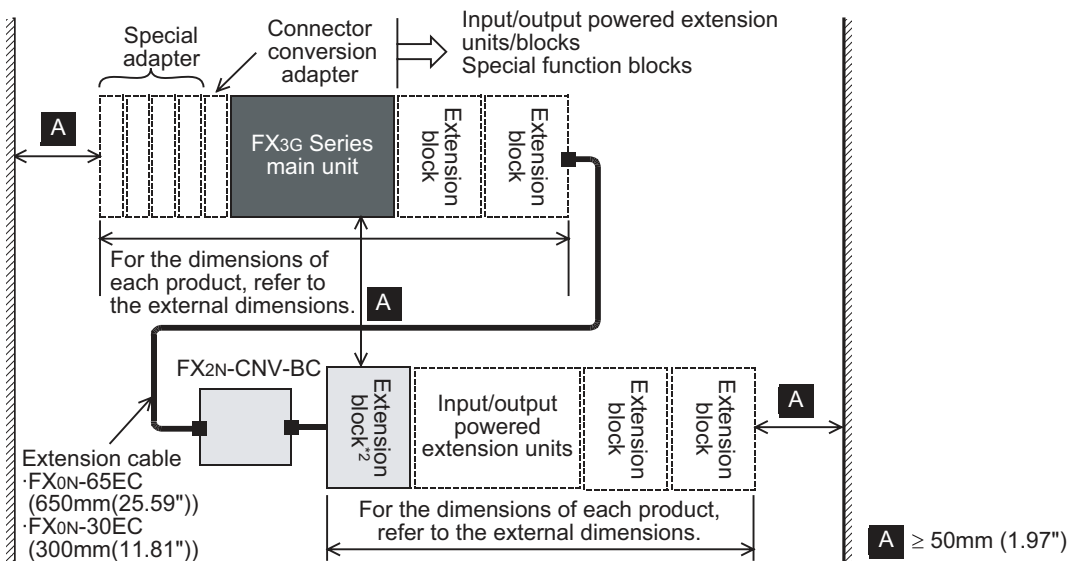 Special
adapter
Connector
conversion
adapter
Input/output powered extension
units/blocks
Special function blocks
A
FX3G Series
main unit
Extension
block
Extension
block
For the dimensions of
each product, refer to
the external dimensions.
A
FX2N-CNV-BC
Extension
block*2
Input/output
powered
extension units
Extension
block
Extension
block
A
Extension cable
·FX0N-65EC
(650mm(25.59"))
·FX0N-30EC
(300mm(11.81"))
For the dimensions of each product,
refer to the external dimensions.
A ≥ 50mm (1.97")